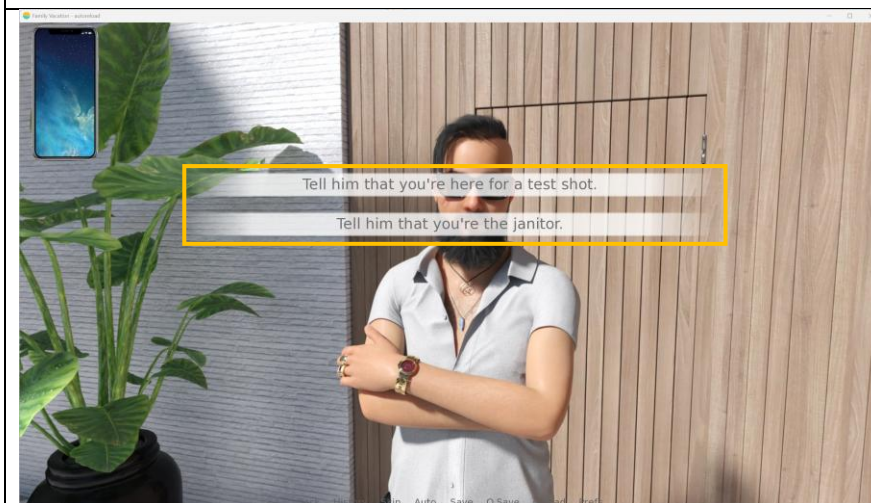 Family Vacation - autoreload
Tell him that you're here for a test shot.
Tell him that you're the janitor.
Auto Save Q.Save